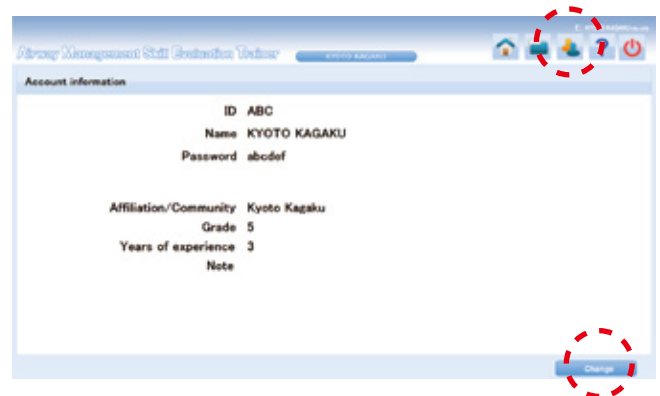 Airway Management Skill Evaluation Trainer
KYOTO KAGAKU
?
Account information
ID ABC
Name KYOTO KAGAKU
Password abcdef
Affiliation/Community Kyoto Kagaku
Grade 5
Years of experience 3
Note
Change